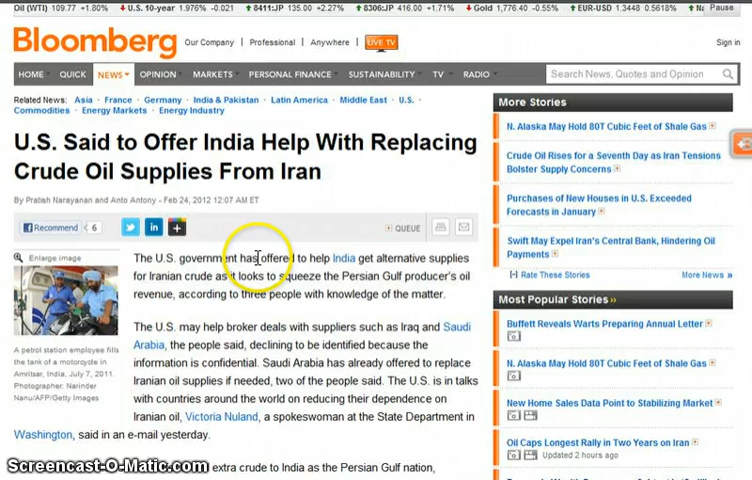 Oil (WTI) 109.77 +1.80% U.S. 10-year 1.976% -0.021 8411:JP 135.00 +2.27% 8306:JP 416.00 +1.71% Gold 1,776.40 -0.55% EUR-USD 1.3448 0.5618% Pause
Bloomberg
Our Company | Professional | Anywhere | LIVE TV
Sign in
HOME QUICK NEWS OPINION MARKETS PERSONAL FINANCE SUSTAINABILITY TV RADIO Search News, Quotes and Opinion
Related News: Asia · France · Germany · India & Pakistan · Latin America · Middle East · U.S. ·
Commodities · Energy Markets · Energy Industry
U.S. Said to Offer India Help With Replacing
Crude Oil Supplies From Iran
By Pratish Narayanan and Anto Antony - Feb 24, 2012 12:07 AM ET
Recommend 6 in QUEUE
Enlarge image
A petrol station employee fills
the tank of a motorcycle in
Amritsar, India, July 7, 2011.
Photographer: Narinder
Nanu/AFP/Getty Images
The U.S. government has offered to help India get alternative supplies
for Iranian crude as it looks to squeeze the Persian Gulf producer's oil
revenue, according to three people with knowledge of the matter.
The U.S. may help broker deals with suppliers such as Iraq and Saudi
Arabia, the people said, declining to be identified because the
information is confidential. Saudi Arabia has already offered to replace
Iranian oil supplies if needed, two of the people said. The U.S. is in talks
with countries around the world on reducing their dependence on
Iranian oil, Victoria Nuland, a spokeswoman at the State Department in
Washington, said in an e-mail yesterday.
extra crude to India as the Persian Gulf nation,
More Stories
N. Alaska May Hold 80T Cubic Feet of Shale Gas
Crude Oil Rises for a Seventh Day as Iran Tensions
Bolster Supply Concerns
Purchases of New Houses in U.S. Exceeded
Forecasts in January
Swift May Expel Iran's Central Bank, Hindering Oil
Payments
Rate These Stories More News »
Most Popular Stories »
Buffett Reveals Warts Preparing Annual Letter
N. Alaska May Hold 80T Cubic Feet of Shale Gas
New Home Sales Data Point to Stabilizing Market
Oil Caps Longest Rally in Two Years on Iran
Updated 2 hours ago
Screencast-O-Matic.com